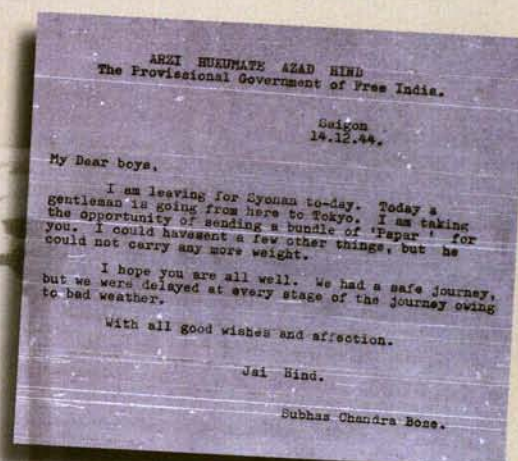 ARZI HUKUMATE AZAD HIND
The Provissional Government of Free India.
Saigon
14.12.44.
My Dear boys,
I am leaving for Syonan to-day. Today a
gentleman is going from here to Tokyo. I am taking
the opportunity of sending a bundle of 'Papar ' for
you. I could havesent a few other things, but he
could not carry any more weight.
I hope you are all well. We had a safe journey,
but we were delayed at every stage of the journey owing
to bad weather.
With all good wishes and affection.
Jai Hind.
Subhas Chandra Bose.